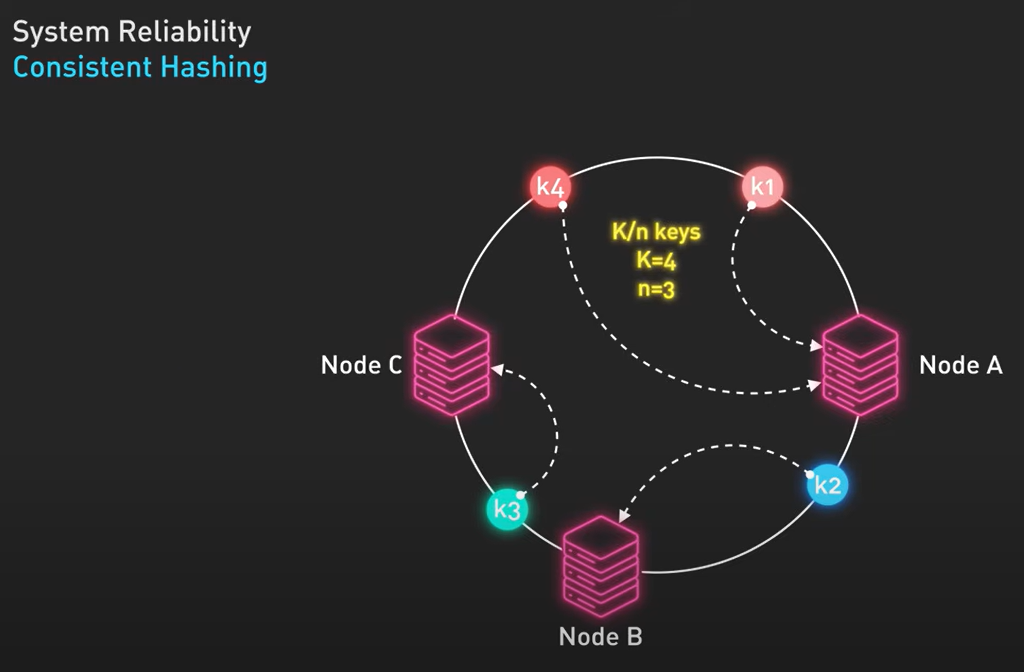 System Reliability
Consistent Hashing
k4
k1
K/n keys
K=4
n=3
Node C
Node A
k2
k3
Node B